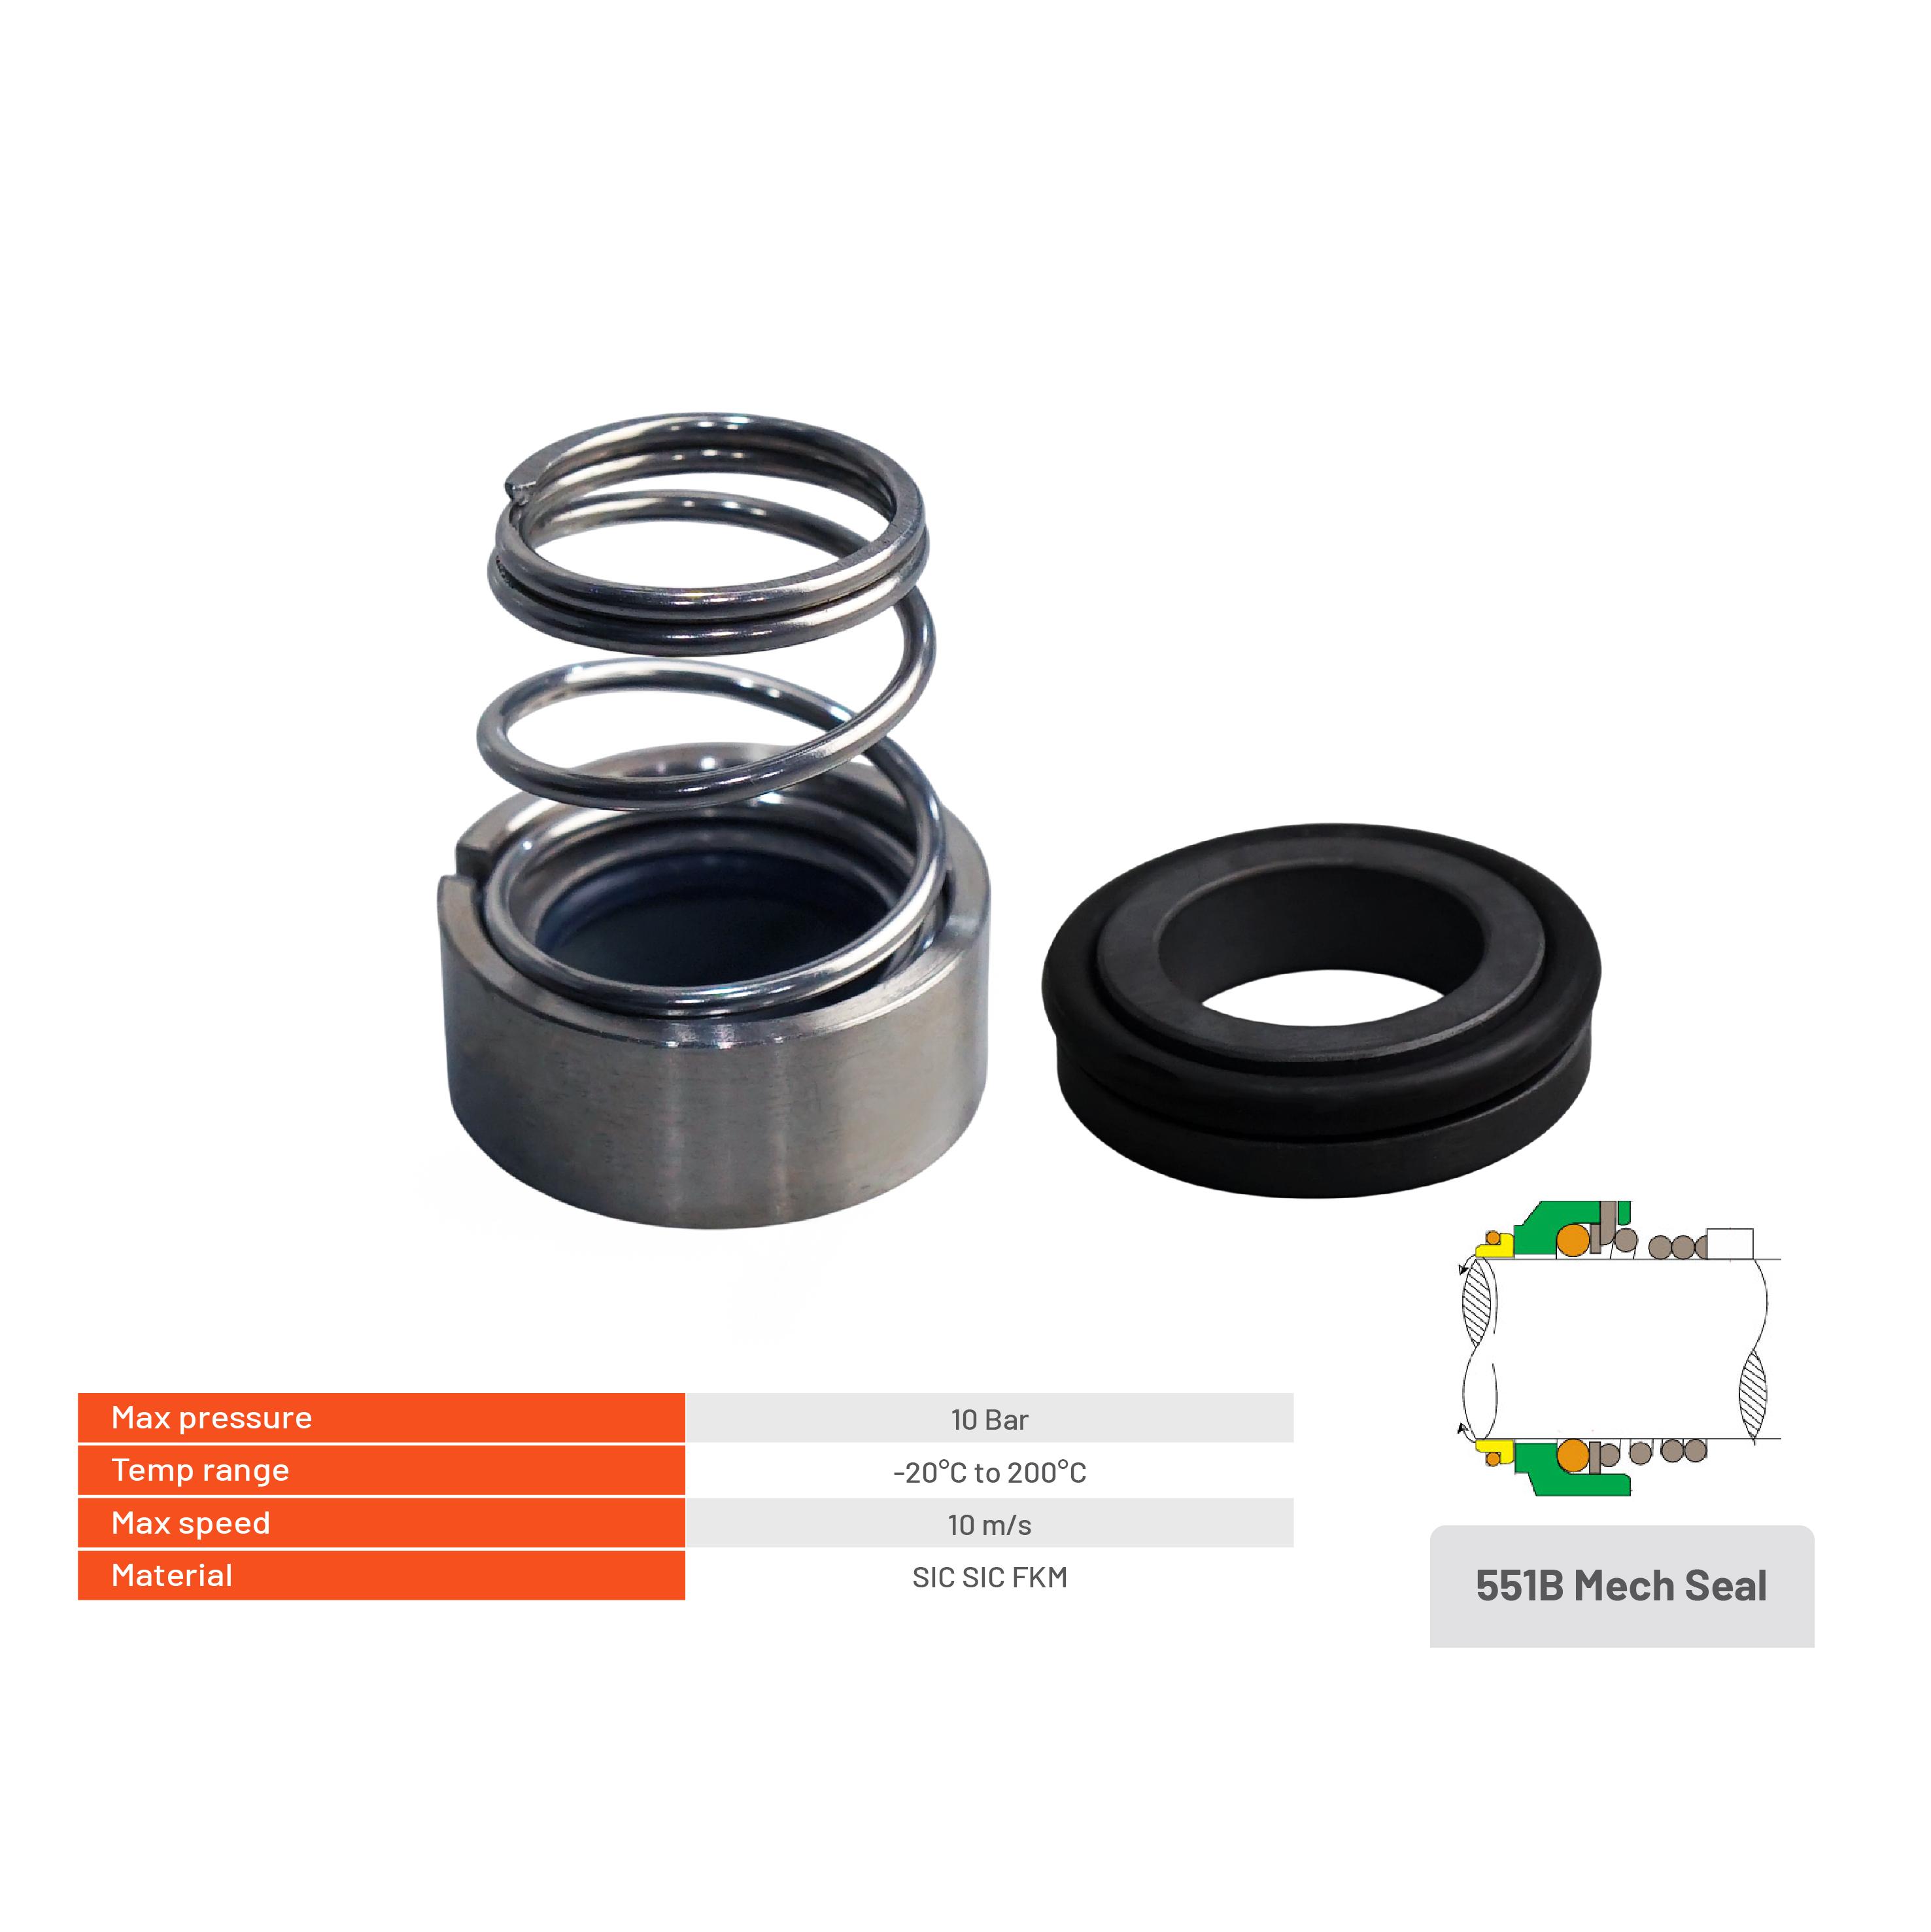 Max pressure 10 Bar
Temp range -20°C to 200°C
Max speed 10 m/s
Material SIC SIC FKM
551B Mech Seal